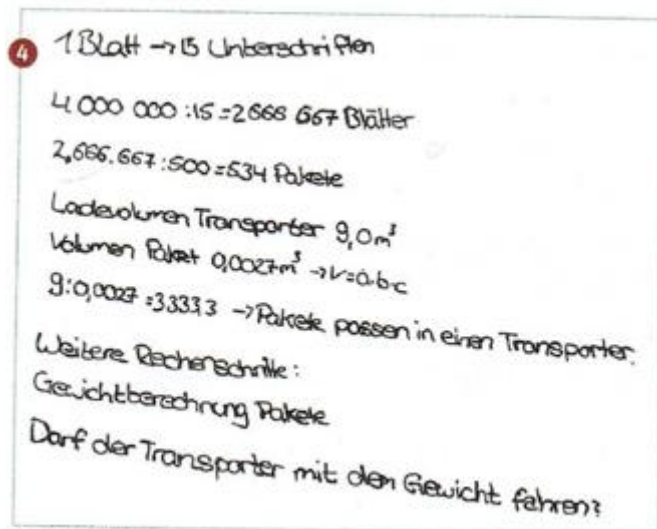 4
1 Blatt → 15 Unterschriften
4 000 000 : 15 = 2 666 667 Blätter
2,666.667 : 500 = 534 Pakete
Ladevolumen Transporter 9,0 m³
Volumen Paket 0,0027 m³ → V = a·b·c
9 : 0,0027 = 3333,3 → Pakete passen in einen Transporter.
Weitere Rechenschritte:
Gewichtberechnung Pakete
Darf der Transporter mit dem Gewicht fahren?